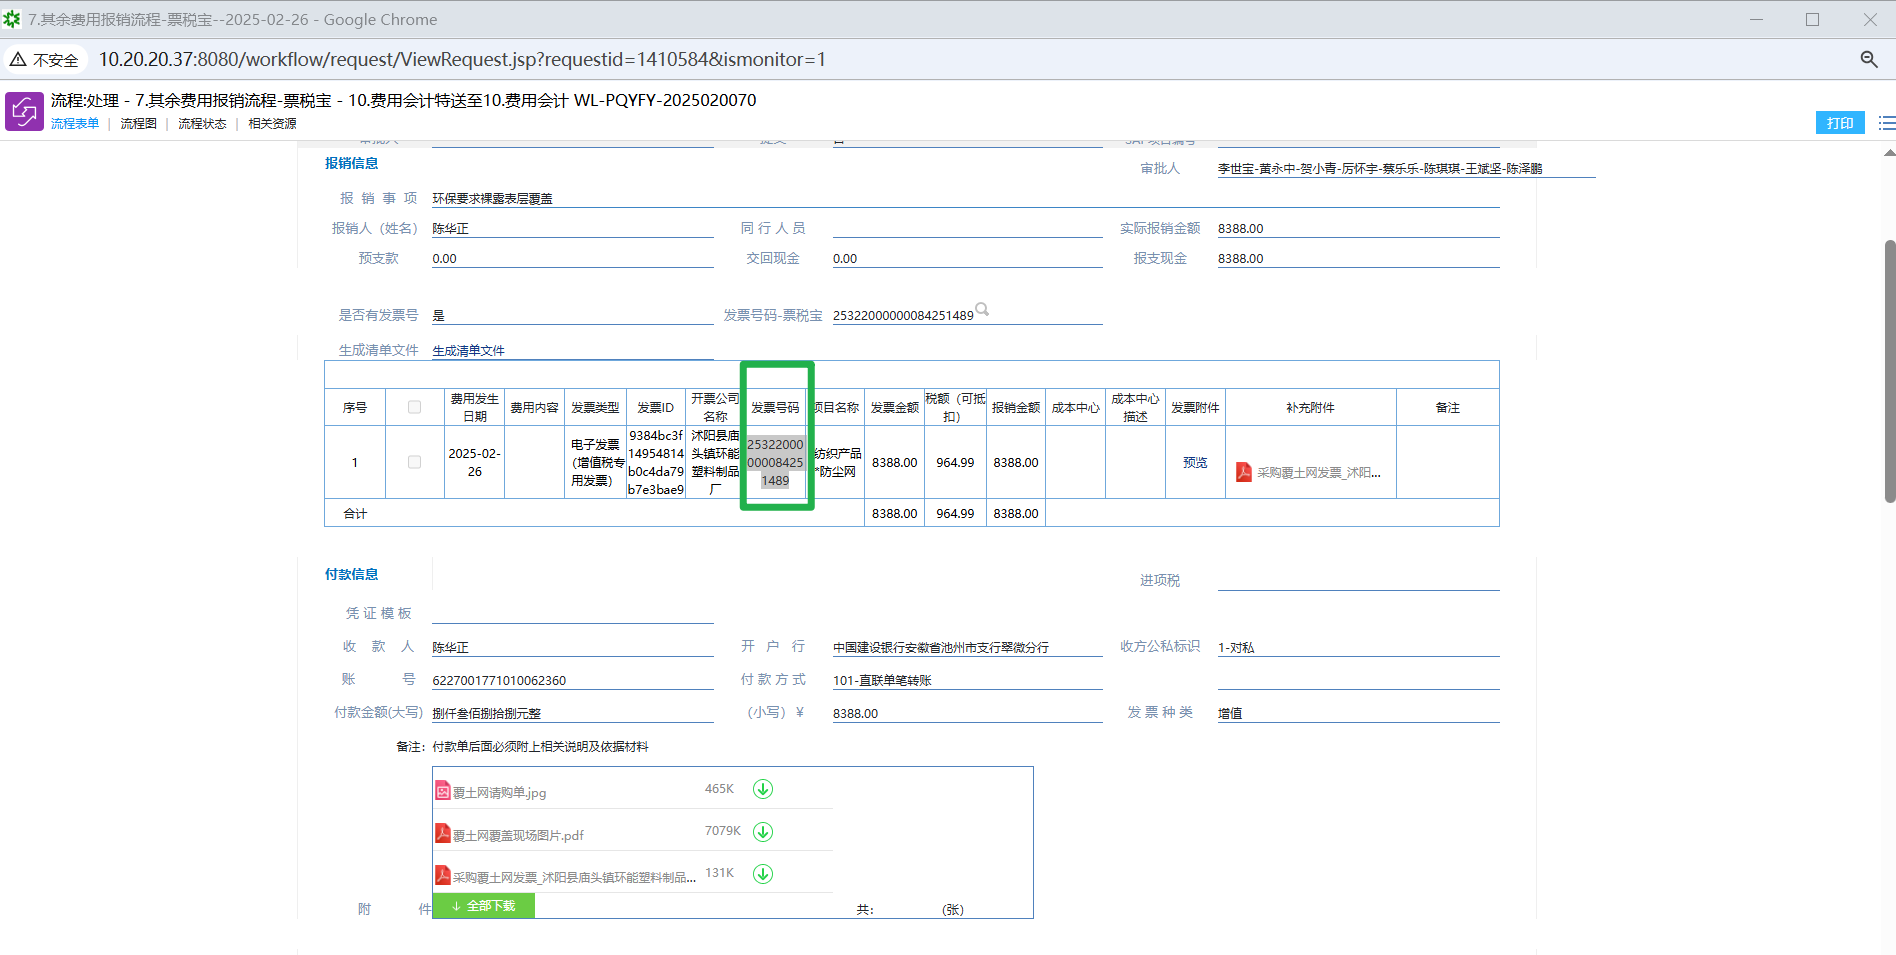 7.其余费用报销流程-票税宝--2025-02-26 - Google Chrome
不安全 10.20.20.37:8080/workflow/request/ViewRequest.jsp?requestid=1410584&ismonitor=1
流程:处理 - 7.其余费用报销流程-票税宝 - 10.费用会计特送至10.费用会计 WL-PQYFY-2025020070
流程表单 | 流程图 | 流程状态 | 相关资源
打印
报销信息
审批人 李世宝-黄永中-贺小青-厉怀宇-蔡乐乐-陈琪琪-王斌坚-陈泽鹏
报销事项 环保要求裸露表层覆盖
报销人（姓名） 陈华正 同行人员 实际报销金额 8388.00
预支款 0.00 交回现金 0.00 报支现金 8388.00
是否有发票号 是 发票号码-票税宝 25322000000084251489
生成清单文件 生成清单文件
序号 费用发生日期 费用内容 发票类型 发票ID 开票公司名称 发票号码 项目名称 发票金额 税额（可抵扣） 报销金额 成本中心 成本中心描述 发票附件 补充附件 备注
1 2025-02-26 电子发票（增值税专用发票） 9384bc3f14954814b0c4da79b7e3bae9 沭阳县庙头镇环能塑料制品厂 25322000000084251489 纺织产品*防尘网 8388.00 964.99 8388.00 预览 采购覆土网发票_沭阳...
合计 8388.00 964.99 8388.00
付款信息
进项税
凭证模板
收款人 陈华正 开户行 中国建设银行安徽省池州市支行翠微分行 收方公私标识 1-对私
账号 6227001771010062360 付款方式 101-直联单笔转账
付款金额(大写) 捌仟叁佰捌拾捌元整 （小写）￥ 8388.00 发票种类 增值
备注： 付款单后面必须附上相关说明及依据材料
覆土网请购单.jpg 465K
覆土网覆盖现场图片.pdf 7079K
采购覆土网发票_沭阳县庙头镇环能塑料制品... 131K
附件 全部下载 共： (张)